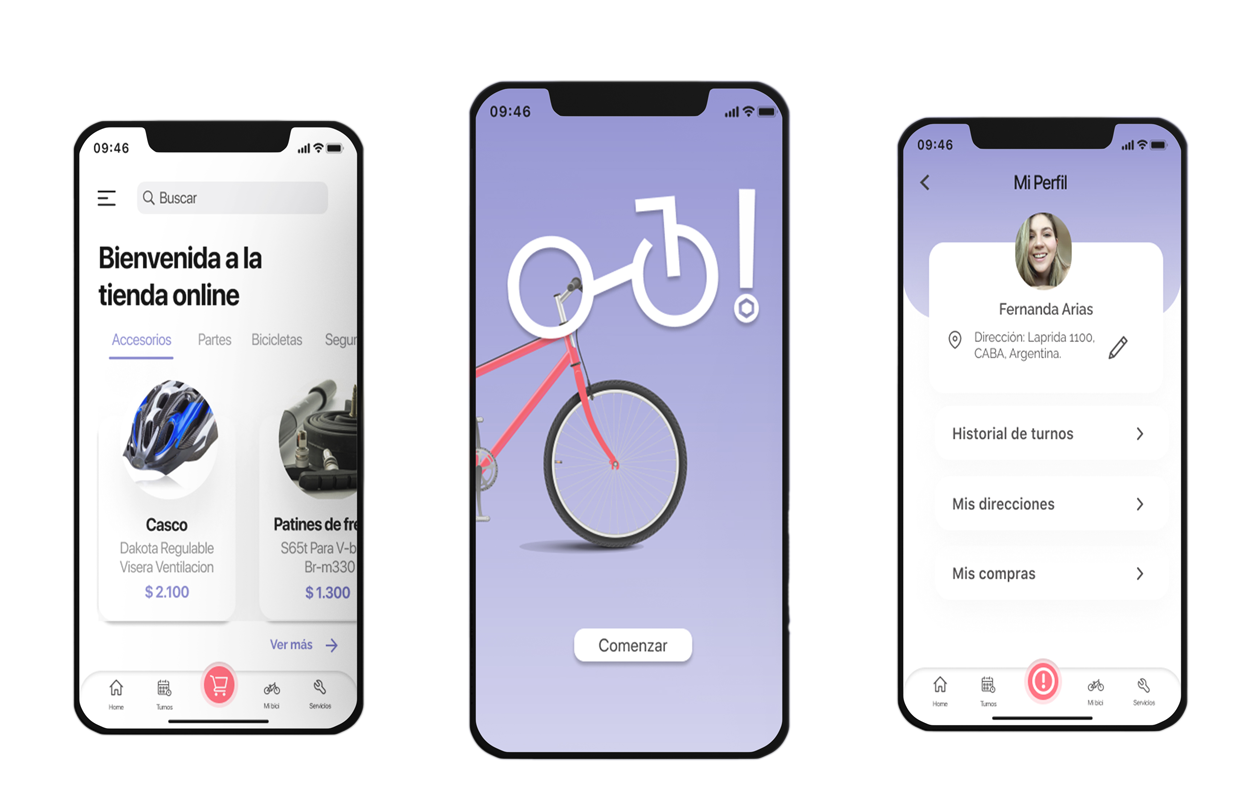 09:46
Buscar
Bienvenida a la
tienda online
Accesorios Partes Bicicletas Segur
Casco
Dakota Regulable
Visera Ventilacion
$ 2.100
Patines de fre
S65t Para V-b
Br-m330
$ 1.300
Ver más
Home Turnos Mi bici Servicios
09:46
Comenzar
09:46
Mi Perfil
Fernanda Arias
Dirección: Laprida 1100,
CABA, Argentina.
Historial de turnos
Mis direcciones
Mis compras
Home Turnos Mi bici Servicios